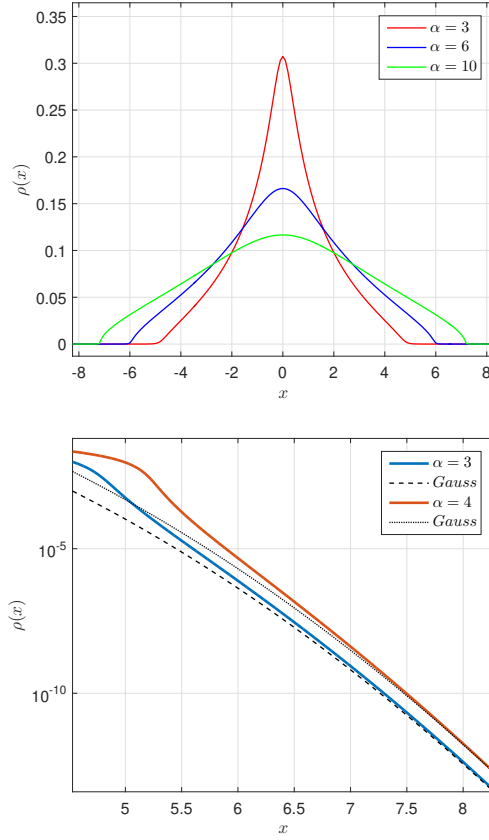 0.35
0.3
0.25
0.2
0.15
0.1
0.05
0
ρ(x)
-8 -6 -4 -2 0 2 4 6 8
x
α = 3
α = 6
α = 10
10^{-5}
10^{-10}
ρ(x)
5 5.5 6 6.5 7 7.5 8
x
α = 3
Gauss
α = 4
Gauss